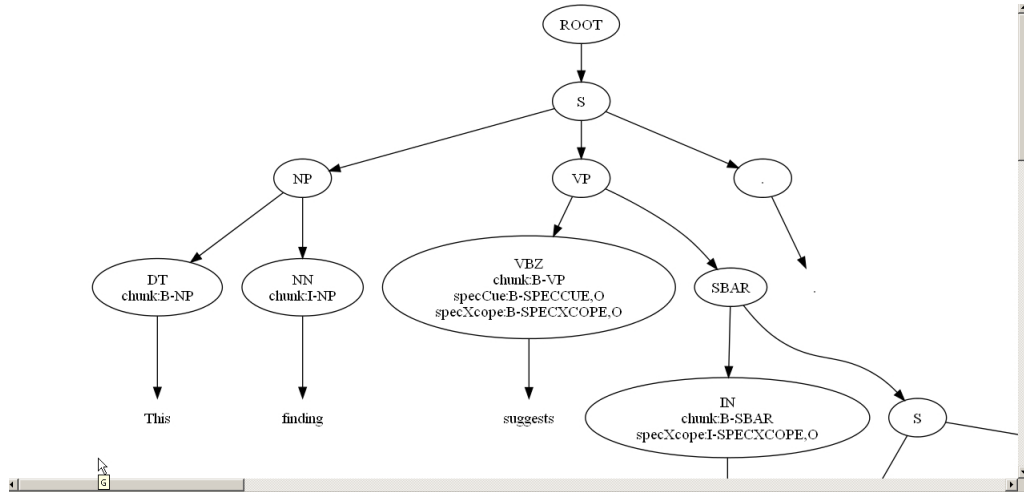 ROOT
S
NP
VP
.
DT
chunk:B-NP
NN
chunk:I-NP
VBZ
chunk:B-VP
specCue:B-SPECCUE,O
specXcope:B-SPECXCOPE,O
SBAR
.
IN
chunk:B-SBAR
specXcope:I-SPECXCOPE,O
S
This
finding
suggests
G